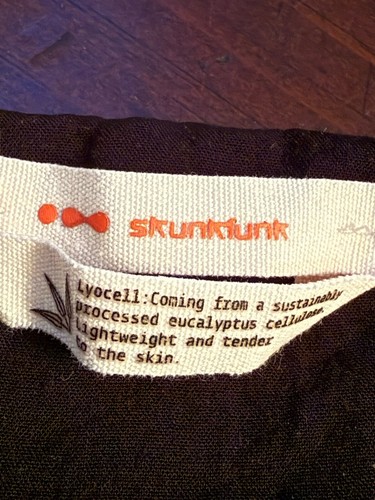 skunkfunk
Lyocell:Coming from a sustainably
processed eucalyptus cellulose.
Lightweight and tender
to the skin.